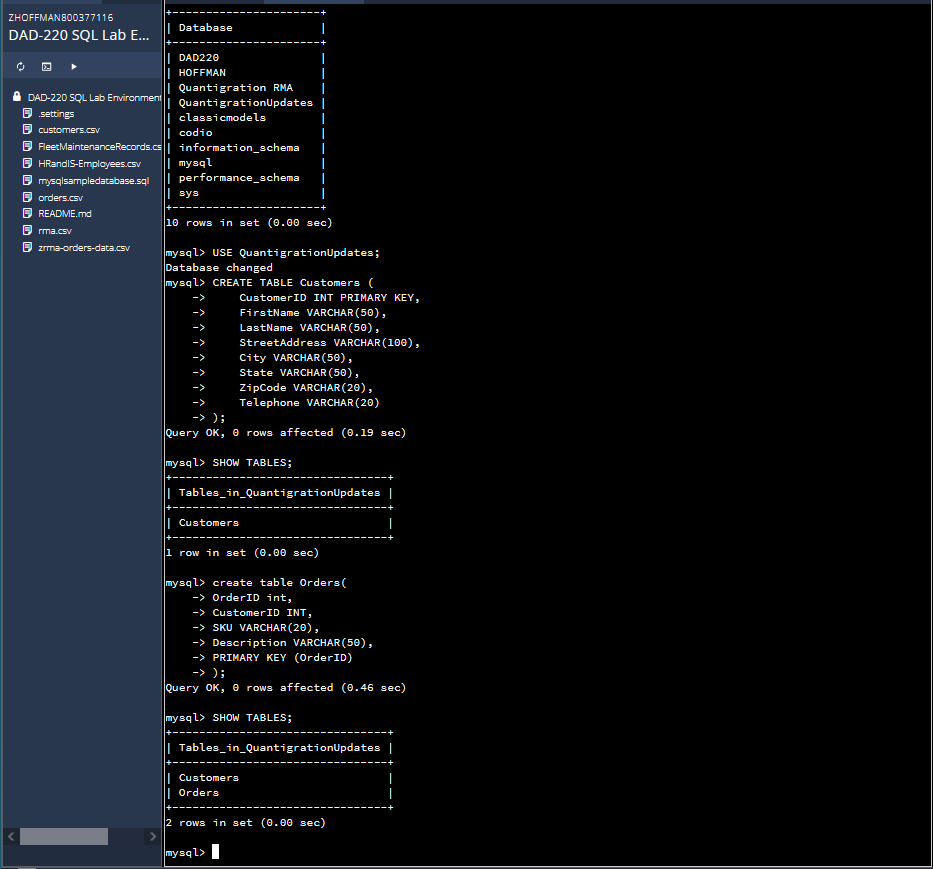 ZHOFFMAN800377116
DAD-220 SQL Lab E...
DAD-220 SQL Lab Environment
.settings
customers.csv
FleetMaintenanceRecords.cs
HRandIS-Employees.csv
mysqlsampledatabase.sql
orders.csv
README.md
rma.csv
zrma-orders-data.csv
+----------------------+
| Database             |
+----------------------+
| DAD220               |
| HOFFMAN              |
| Quantigration RMA    |
| QuantigrationUpdates |
| classicmodels        |
| codio                |
| information_schema   |
| mysql                |
| performance_schema   |
| sys                  |
+----------------------+
10 rows in set (0.00 sec)

mysql> USE QuantigrationUpdates;
Database changed
mysql> CREATE TABLE Customers (
    ->     CustomerID INT PRIMARY KEY,
    ->     FirstName VARCHAR(50),
    ->     LastName VARCHAR(50),
    ->     StreetAddress VARCHAR(100),
    ->     City VARCHAR(50),
    ->     State VARCHAR(50),
    ->     ZipCode VARCHAR(20),
    ->     Telephone VARCHAR(20)
    -> );
Query OK, 0 rows affected (0.19 sec)

mysql> SHOW TABLES;
+--------------------------------+
| Tables_in_QuantigrationUpdates |
+--------------------------------+
| Customers                      |
+--------------------------------+
1 row in set (0.00 sec)

mysql> create table Orders(
    -> OrderID int,
    -> CustomerID INT,
    -> SKU VARCHAR(20),
    -> Description VARCHAR(50),
    -> PRIMARY KEY (OrderID)
    -> );
Query OK, 0 rows affected (0.46 sec)

mysql> SHOW TABLES;
+--------------------------------+
| Tables_in_QuantigrationUpdates |
+--------------------------------+
| Customers                      |
| Orders                         |
+--------------------------------+
2 rows in set (0.00 sec)

mysql>